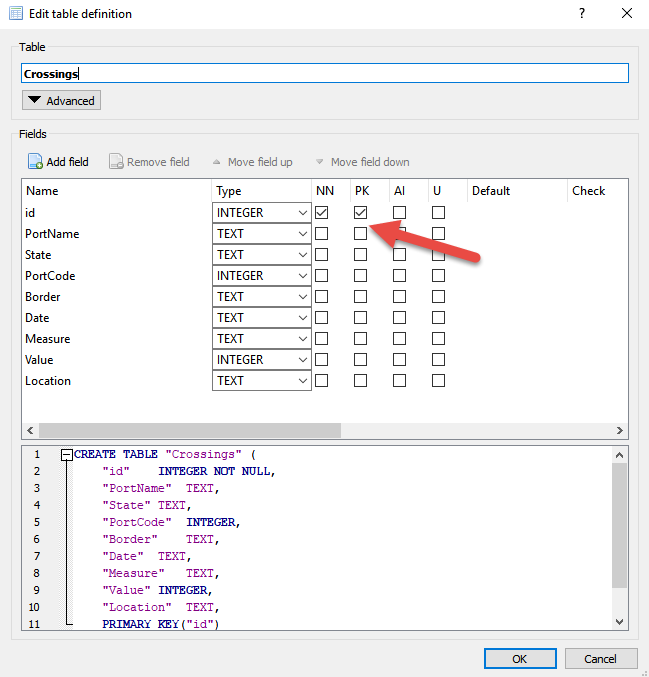 Edit table definition ?
Table
Crossings
Advanced
Fields
Add field Remove field Move field up Move field down
Name Type NN PK AI U Default Check
id INTEGER
PortName TEXT
State TEXT
PortCode INTEGER
Border TEXT
Date TEXT
Measure TEXT
Value INTEGER
Location TEXT
1 CREATE TABLE "Crossings" (
2 "id" INTEGER NOT NULL,
3 "PortName" TEXT,
4 "State" TEXT,
5 "PortCode" INTEGER,
6 "Border" TEXT,
7 "Date" TEXT,
8 "Measure" TEXT,
9 "Value" INTEGER,
10 "Location" TEXT,
11 PRIMARY KEY("id")
OK Cancel